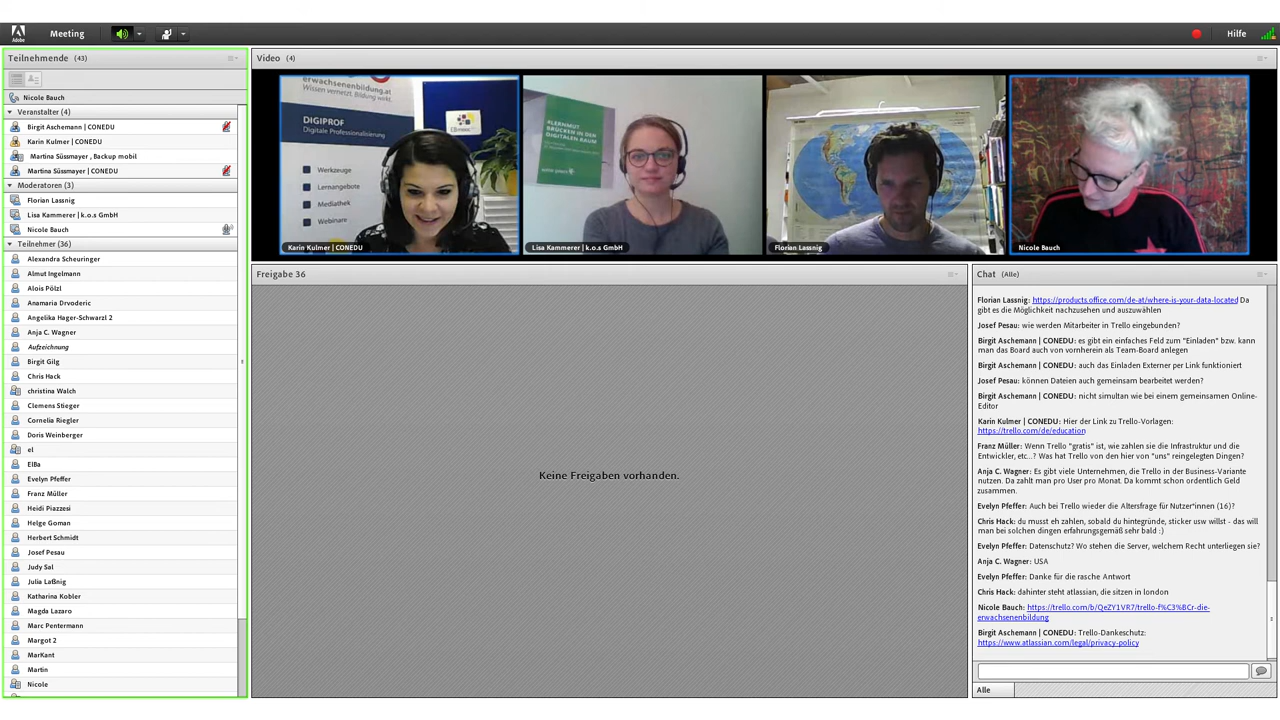 Adobe
Meeting
Hilfe
Teilnehmende (43)
Nicole Bauch
Veranstalter (4)
Birgit Aschemann | CONEDU
Karin Kulmer | CONEDU
Martina Süssmayer , Backup mobil
Martina Süssmayer | CONEDU
Moderatoren (3)
Florian Lassnig
Lisa Kammerer | k.o.s GmbH
Nicole Bauch
Teilnehmer (36)
Alexandra Scheuringer
Almut Ingelmann
Alois Pölzl
Anamaria Drvoderic
Angelika Hager-Schwarzl 2
Anja C. Wagner
Aufzeichnung
Birgit Gilg
Chris Hack
christina Walch
Clemens Stieger
Cornelia Riegler
Doris Weinberger
el
ElBa
Evelyn Pfeffer
Franz Müller
Heidi Piazzesi
Helge Goman
Herbert Schmidt
Josef Pesau
Judy Sal
Julia Laßnig
Katharina Kobler
Magda Lazaro
Marc Pentermann
Margot 2
MarKant
Martin
Nicole
Video (4)
erwachsenenbildung.at
Wissen vernetzt. Bildung wirkt.
DIGIPROF
Digitale Professionalisierung
Werkzeuge
Lernangebote
Mediathek
Webinare
Karin Kulmer | CONEDU
#LERNMUT
BRÜCKEN IN DEN
DIGITALEN RAUM
Lisa Kammerer | k.o.s GmbH
Florian Lassnig
Nicole Bauch
Freigabe 36
Keine Freigaben vorhanden.
Chat (Alle)
Florian Lassnig: https://products.office.com/de-at/where-is-your-data-located Da
gibt es die Möglichkeit nachzusehen und auszuwählen
Josef Pesau: wie werden Mitarbeiter in Trello eingebunden?
Birgit Aschemann | CONEDU: es gibt ein einfaches Feld zum "Einladen" bzw. kann
man das Board auch von vornherein als Team-Board anlegen
Birgit Aschemann | CONEDU: auch das Einladen Externer per Link funktioniert
Josef Pesau: können Dateien auch gemeinsam bearbeitet werden?
Birgit Aschemann | CONEDU: nicht simultan wie bei einem gemeinsamen Online-
Editor
Karin Kulmer | CONEDU: Hier der Link zu Trello-Vorlagen:
https://trello.com/de/education
Franz Müller: Wenn Trello "gratis" ist, wie zahlen sie die Infrastruktur und die
Entwickler, etc...? Was hat Trello von den hier von "uns" reingelegten Dingen?
Anja C. Wagner: Es gibt viele Unternehmen, die Trello in der Business-Variante
nutzen. Da zahlt man pro User pro Monat. Da kommt schon ordentlich Geld
zusammen.
Evelyn Pfeffer: Auch bei Trello wieder die Altersfrage für Nutzer*innen (16)?
Chris Hack: du musst eh zahlen, sobald du hintegründe, sticker usw willst - das will
man bei solchen dingen erfahrungsgemäß sehr bald :)
Evelyn Pfeffer: Datenschutz? Wo stehen die Server, welchem Recht unterliegen sie?
Anja C. Wagner: USA
Evelyn Pfeffer: Danke für die rasche Antwort
Chris Hack: dahinter steht atlassian, die sitzen in london
Nicole Bauch: https://trello.com/b/QeZY1VR7/trello-f%C3%BCr-die-
erwachsenenbildung
Birgit Aschemann | CONEDU: Trello-Dankeschutz:
https://www.atlassian.com/legal/privacy-policy
Alle